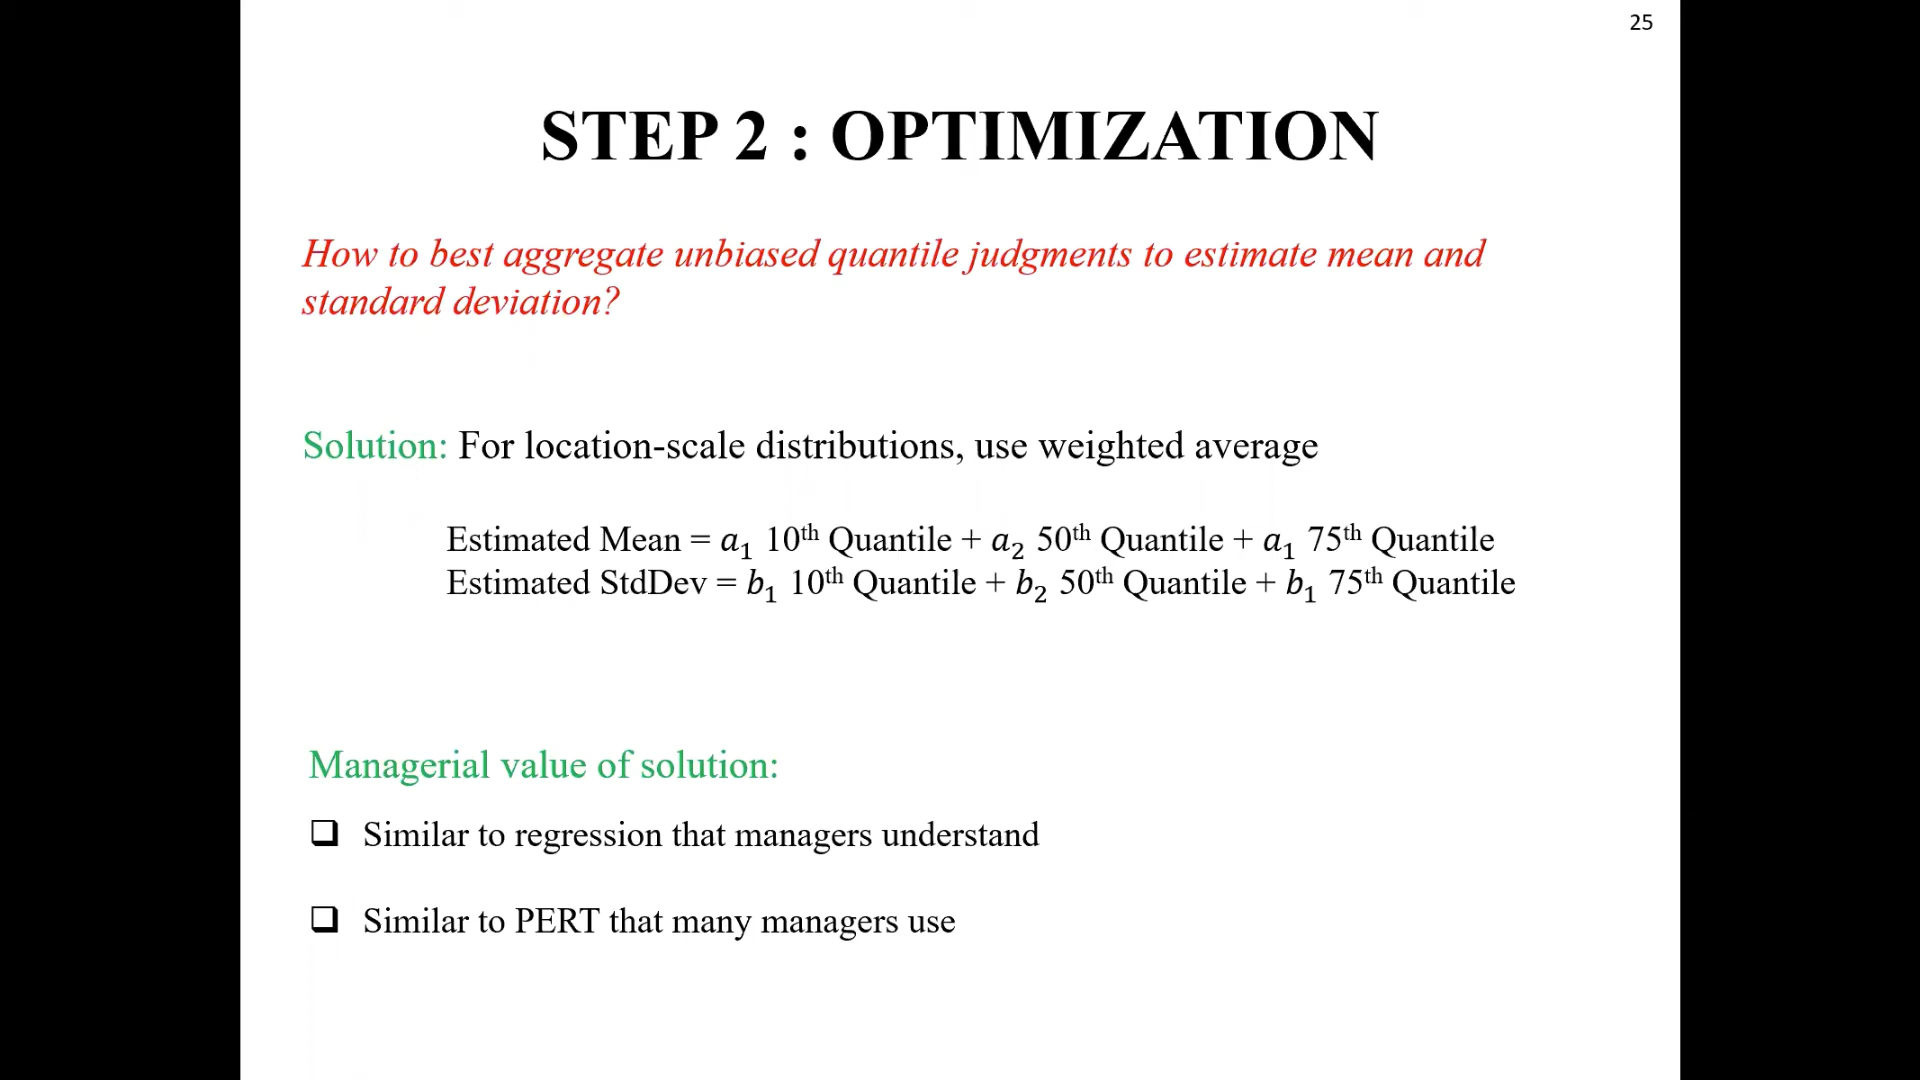 25
STEP 2 : OPTIMIZATION
How to best aggregate unbiased quantile judgments to estimate mean and
standard deviation?
Solution: For location-scale distributions, use weighted average
Estimated Mean = a₁ 10th Quantile + a₂ 50th Quantile + a₁ 75th Quantile
Estimated StdDev = b₁ 10th Quantile + b₂ 50th Quantile + b₁ 75th Quantile
Managerial value of solution:
❑ Similar to regression that managers understand
❑ Similar to PERT that many managers use